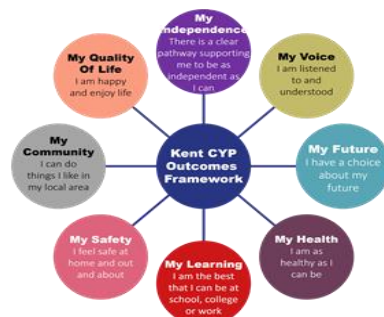 My
Independence
There is a clear
pathway supporting
me to be as
independent as
I can
My Voice
I am listened
to and
understood
My Future
I have a choice
about my
future
My Health
I am as
healthy as I
can be
My Learning
I am the best
that I can be at
school, college
or work
My Safety
I feel safe at
home and out
and about
My
Community
I can do
things I like in
my local area
My Quality
Of Life
I am happy
and enjoy life
Kent CYP
Outcomes
Framework